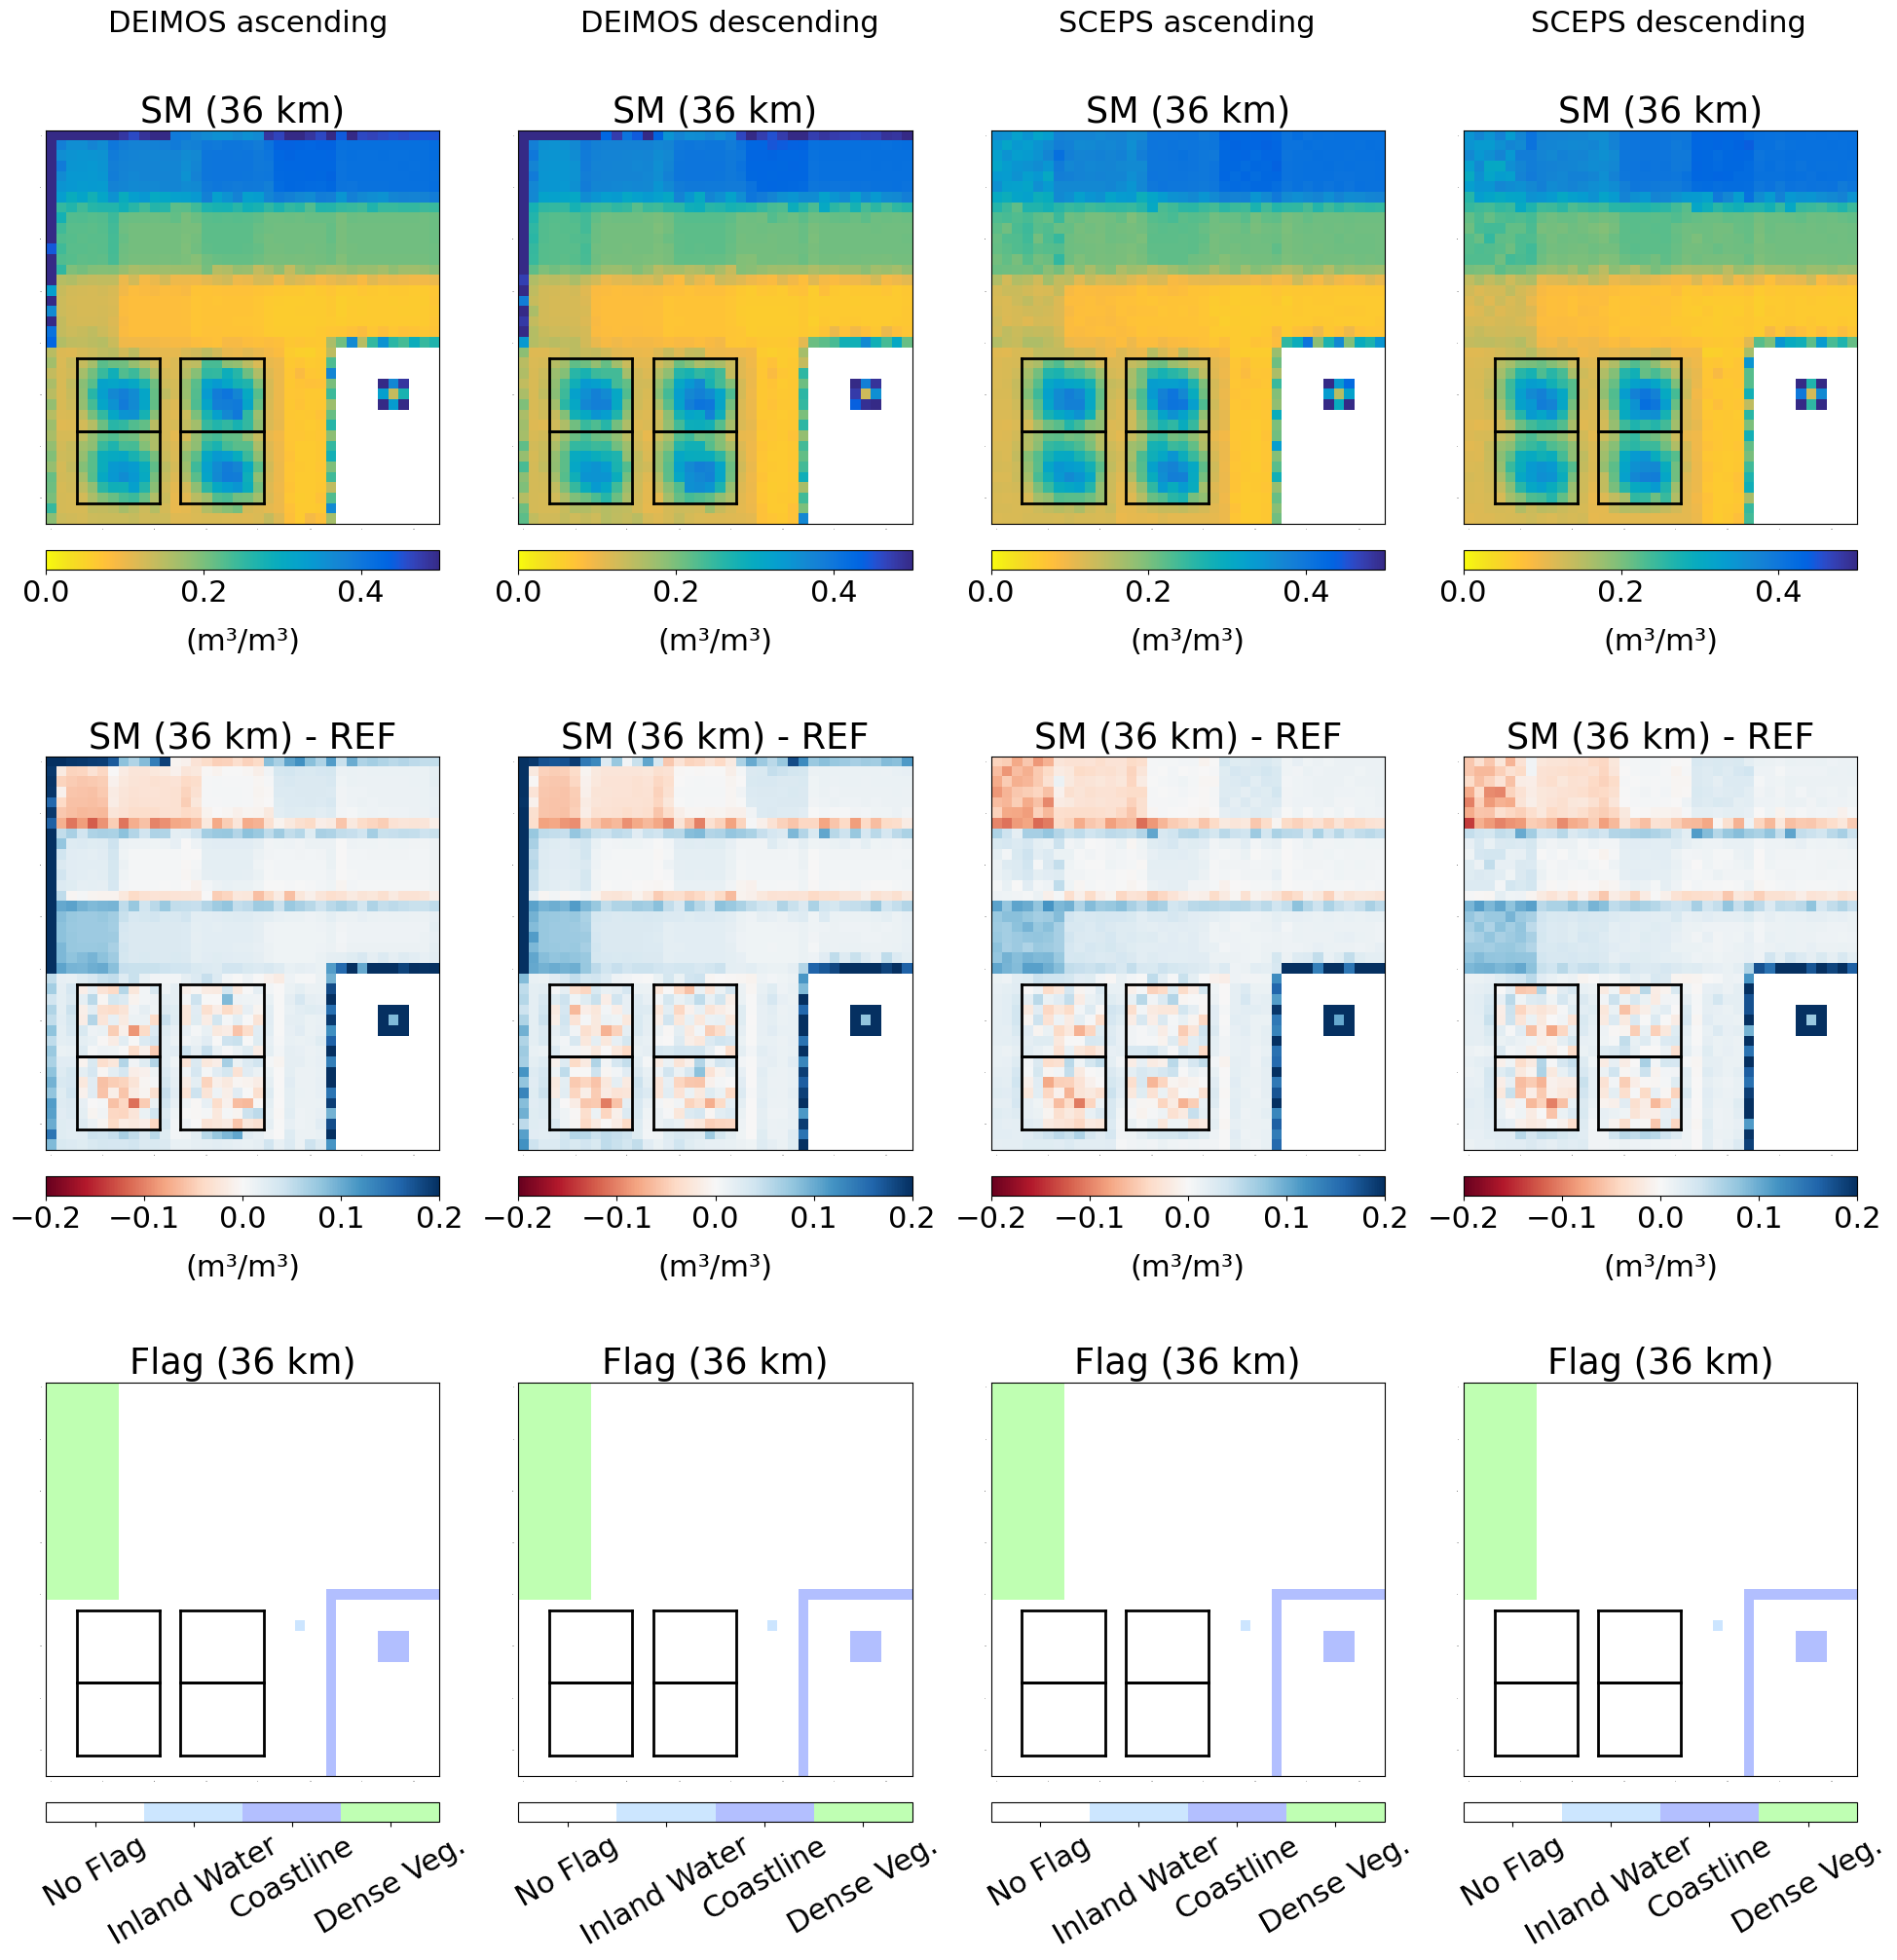 DEIMOS ascending DEIMOS descending SCEPS ascending SCEPS descending
SM (36 km) SM (36 km) SM (36 km) SM (36 km)
0.0 0.2 0.4 0.0 0.2 0.4 0.0 0.2 0.4 0.0 0.2 0.4
(m³/m³) (m³/m³) (m³/m³) (m³/m³)
SM (36 km) - REF SM (36 km) - REF SM (36 km) - REF SM (36 km) - REF
−0.2 −0.1 0.0 0.1 0.2 −0.2 −0.1 0.0 0.1 0.2 −0.2 −0.1 0.0 0.1 0.2 −0.2 −0.1 0.0 0.1 0.2
(m³/m³) (m³/m³) (m³/m³) (m³/m³)
Flag (36 km) Flag (36 km) Flag (36 km) Flag (36 km)
No Flag Inland Water Coastline Dense Veg. No Flag Inland Water Coastline Dense Veg. No Flag Inland Water Coastline Dense Veg. No Flag Inland Water Coastline Dense Veg.